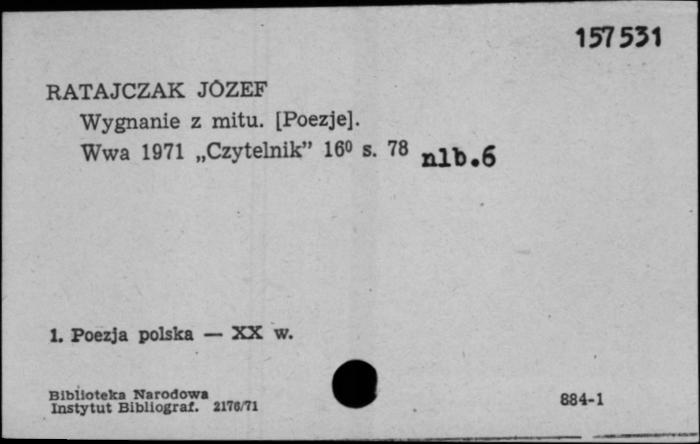 157531
RATAJCZAK JÓZEF
Wygnanie z mitu. [Poezje].
Wwa 1971 „Czytelnik” 16⁰ s. 78 nlb.6
1. Poezja polska — XX w.
Biblioteka Narodowa
Instytut Bibliograf. 2176/71
884-1